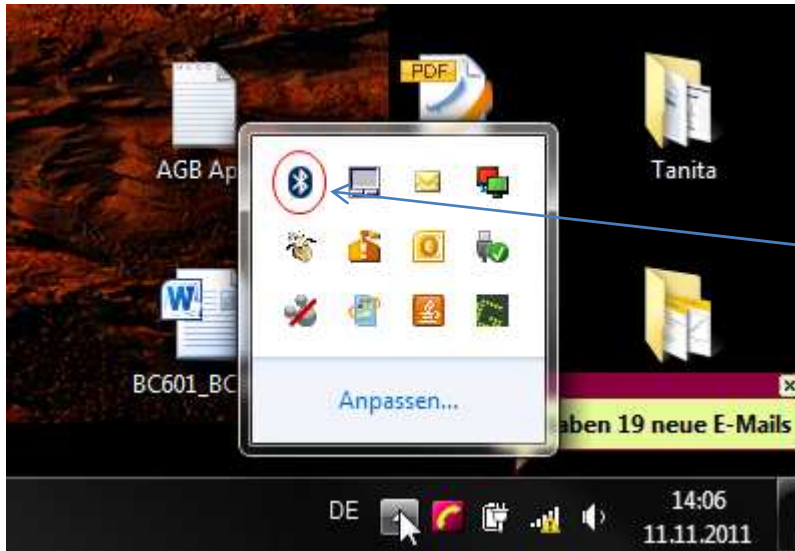 PDF
AGB Ap
Tanita
W
BC601_BC
Anpassen...
aben 19 neue E-Mails
DE
14:06
11.11.2011